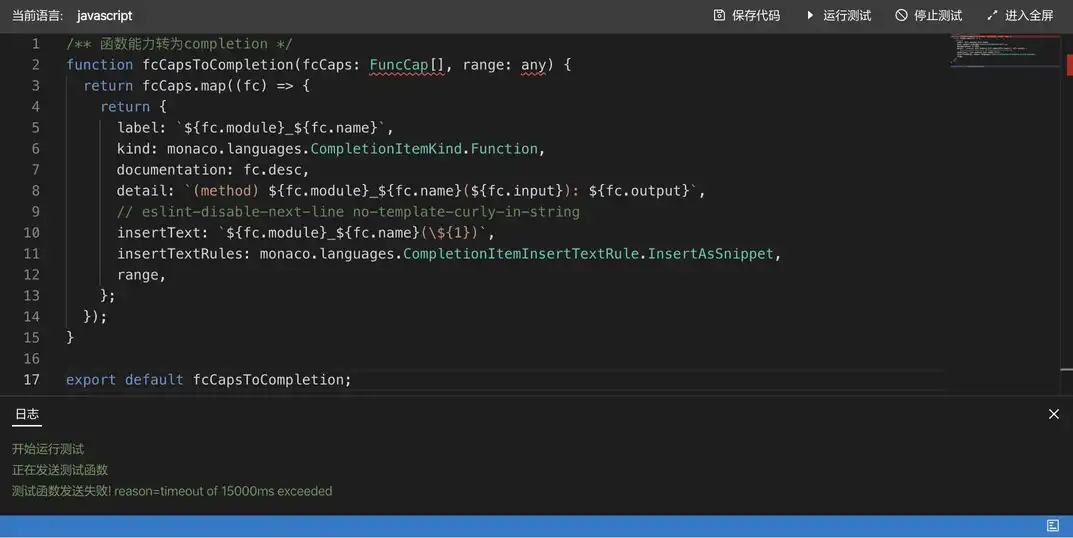 当前语言: javascript 保存代码 运行测试 停止测试 进入全屏
1 /** 函数能力转为completion */
2 function fcCapsToCompletion(fcCaps: FuncCap[], range: any) {
3 return fcCaps.map((fc) => {
4 return {
5 label: `${fc.module}_${fc.name}`,
6 kind: monaco.languages.CompletionItemKind.Function,
7 documentation: fc.desc,
8 detail: `(method) ${fc.module}_${fc.name}(${fc.input}): ${fc.output}`,
9 // eslint-disable-next-line no-template-curly-in-string
10 insertText: `${fc.module}_${fc.name}(\${1})`,
11 insertTextRules: monaco.languages.CompletionItemInsertTextRule.InsertAsSnippet,
12 range,
13 };
14 });
15 }
16
17 export default fcCapsToCompletion;
日志
开始运行测试
正在发送测试函数
测试函数发送失败! reason=timeout of 15000ms exceeded